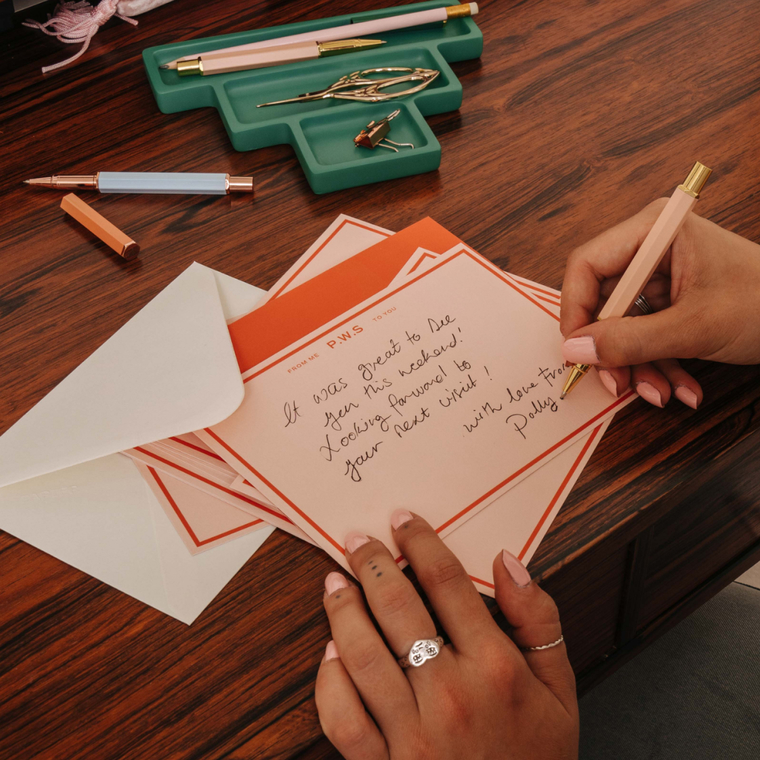 FROM ME P.W.S TO YOU
It was great to see
you this weekend!
Looking forward to
your next visit!
with love from
Polly